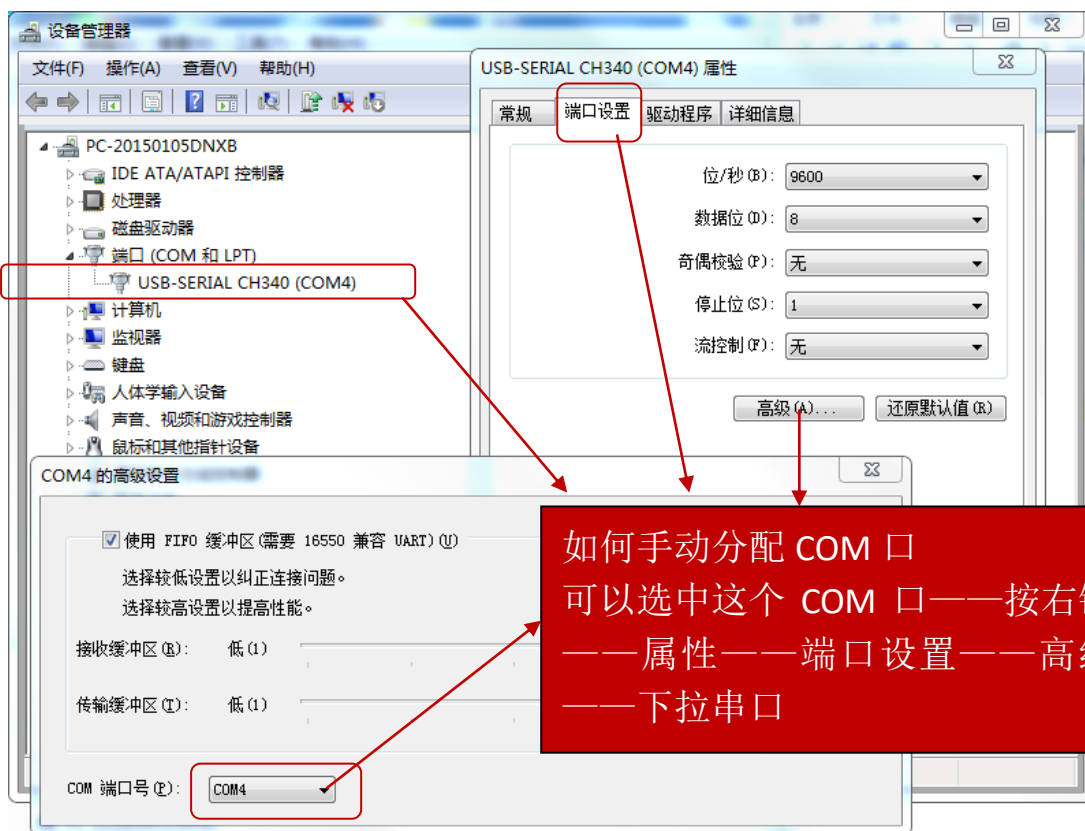 设备管理器
文件(F) 操作(A) 查看(V) 帮助(H)
PC-20150105DNXB
IDE ATA/ATAPI 控制器
处理器
磁盘驱动器
端口 (COM 和 LPT)
USB-SERIAL CH340 (COM4)
计算机
监视器
键盘
人体学输入设备
声音、视频和游戏控制器
鼠标和其他指针设备
USB-SERIAL CH340 (COM4) 属性
常规 端口设置 驱动程序 详细信息
位/秒(B): 9600
数据位(D): 8
奇偶校验(P): 无
停止位(S): 1
流控制(F): 无
高级(A)... 还原默认值(R)
COM4 的高级设置
使用 FIFO 缓冲区(需要 16550 兼容 UART)(U)
选择较低设置以纠正连接问题。
选择较高设置以提高性能。
接收缓冲区(R): 低(1)
传输缓冲区(T): 低(1)
COM 端口号(P): COM4
如何手动分配 COM 口
可以选中这个 COM 口——按右
——属性——端口设置——高
——下拉串口